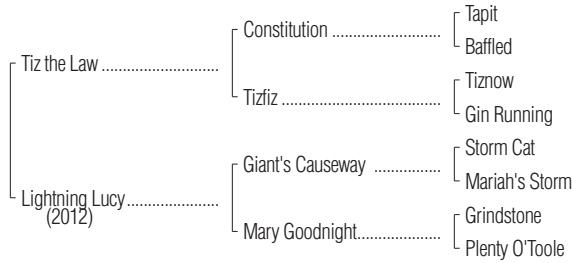 Tapit
Constitution
Baffled
Tiz the Law
Tiznow
Tizfiz
Gin Running
Storm Cat
Giant's Causeway
Mariah's Storm
Lightning Lucy
(2012)
Grindstone
Mary Goodnight
Plenty O'Toole